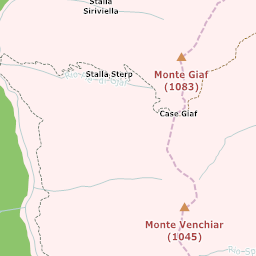 Stalla
Siriviella
Monte Giaf
(1083)
Stalla Sterp
Case Giaf
Monte Venchiar
(1045)